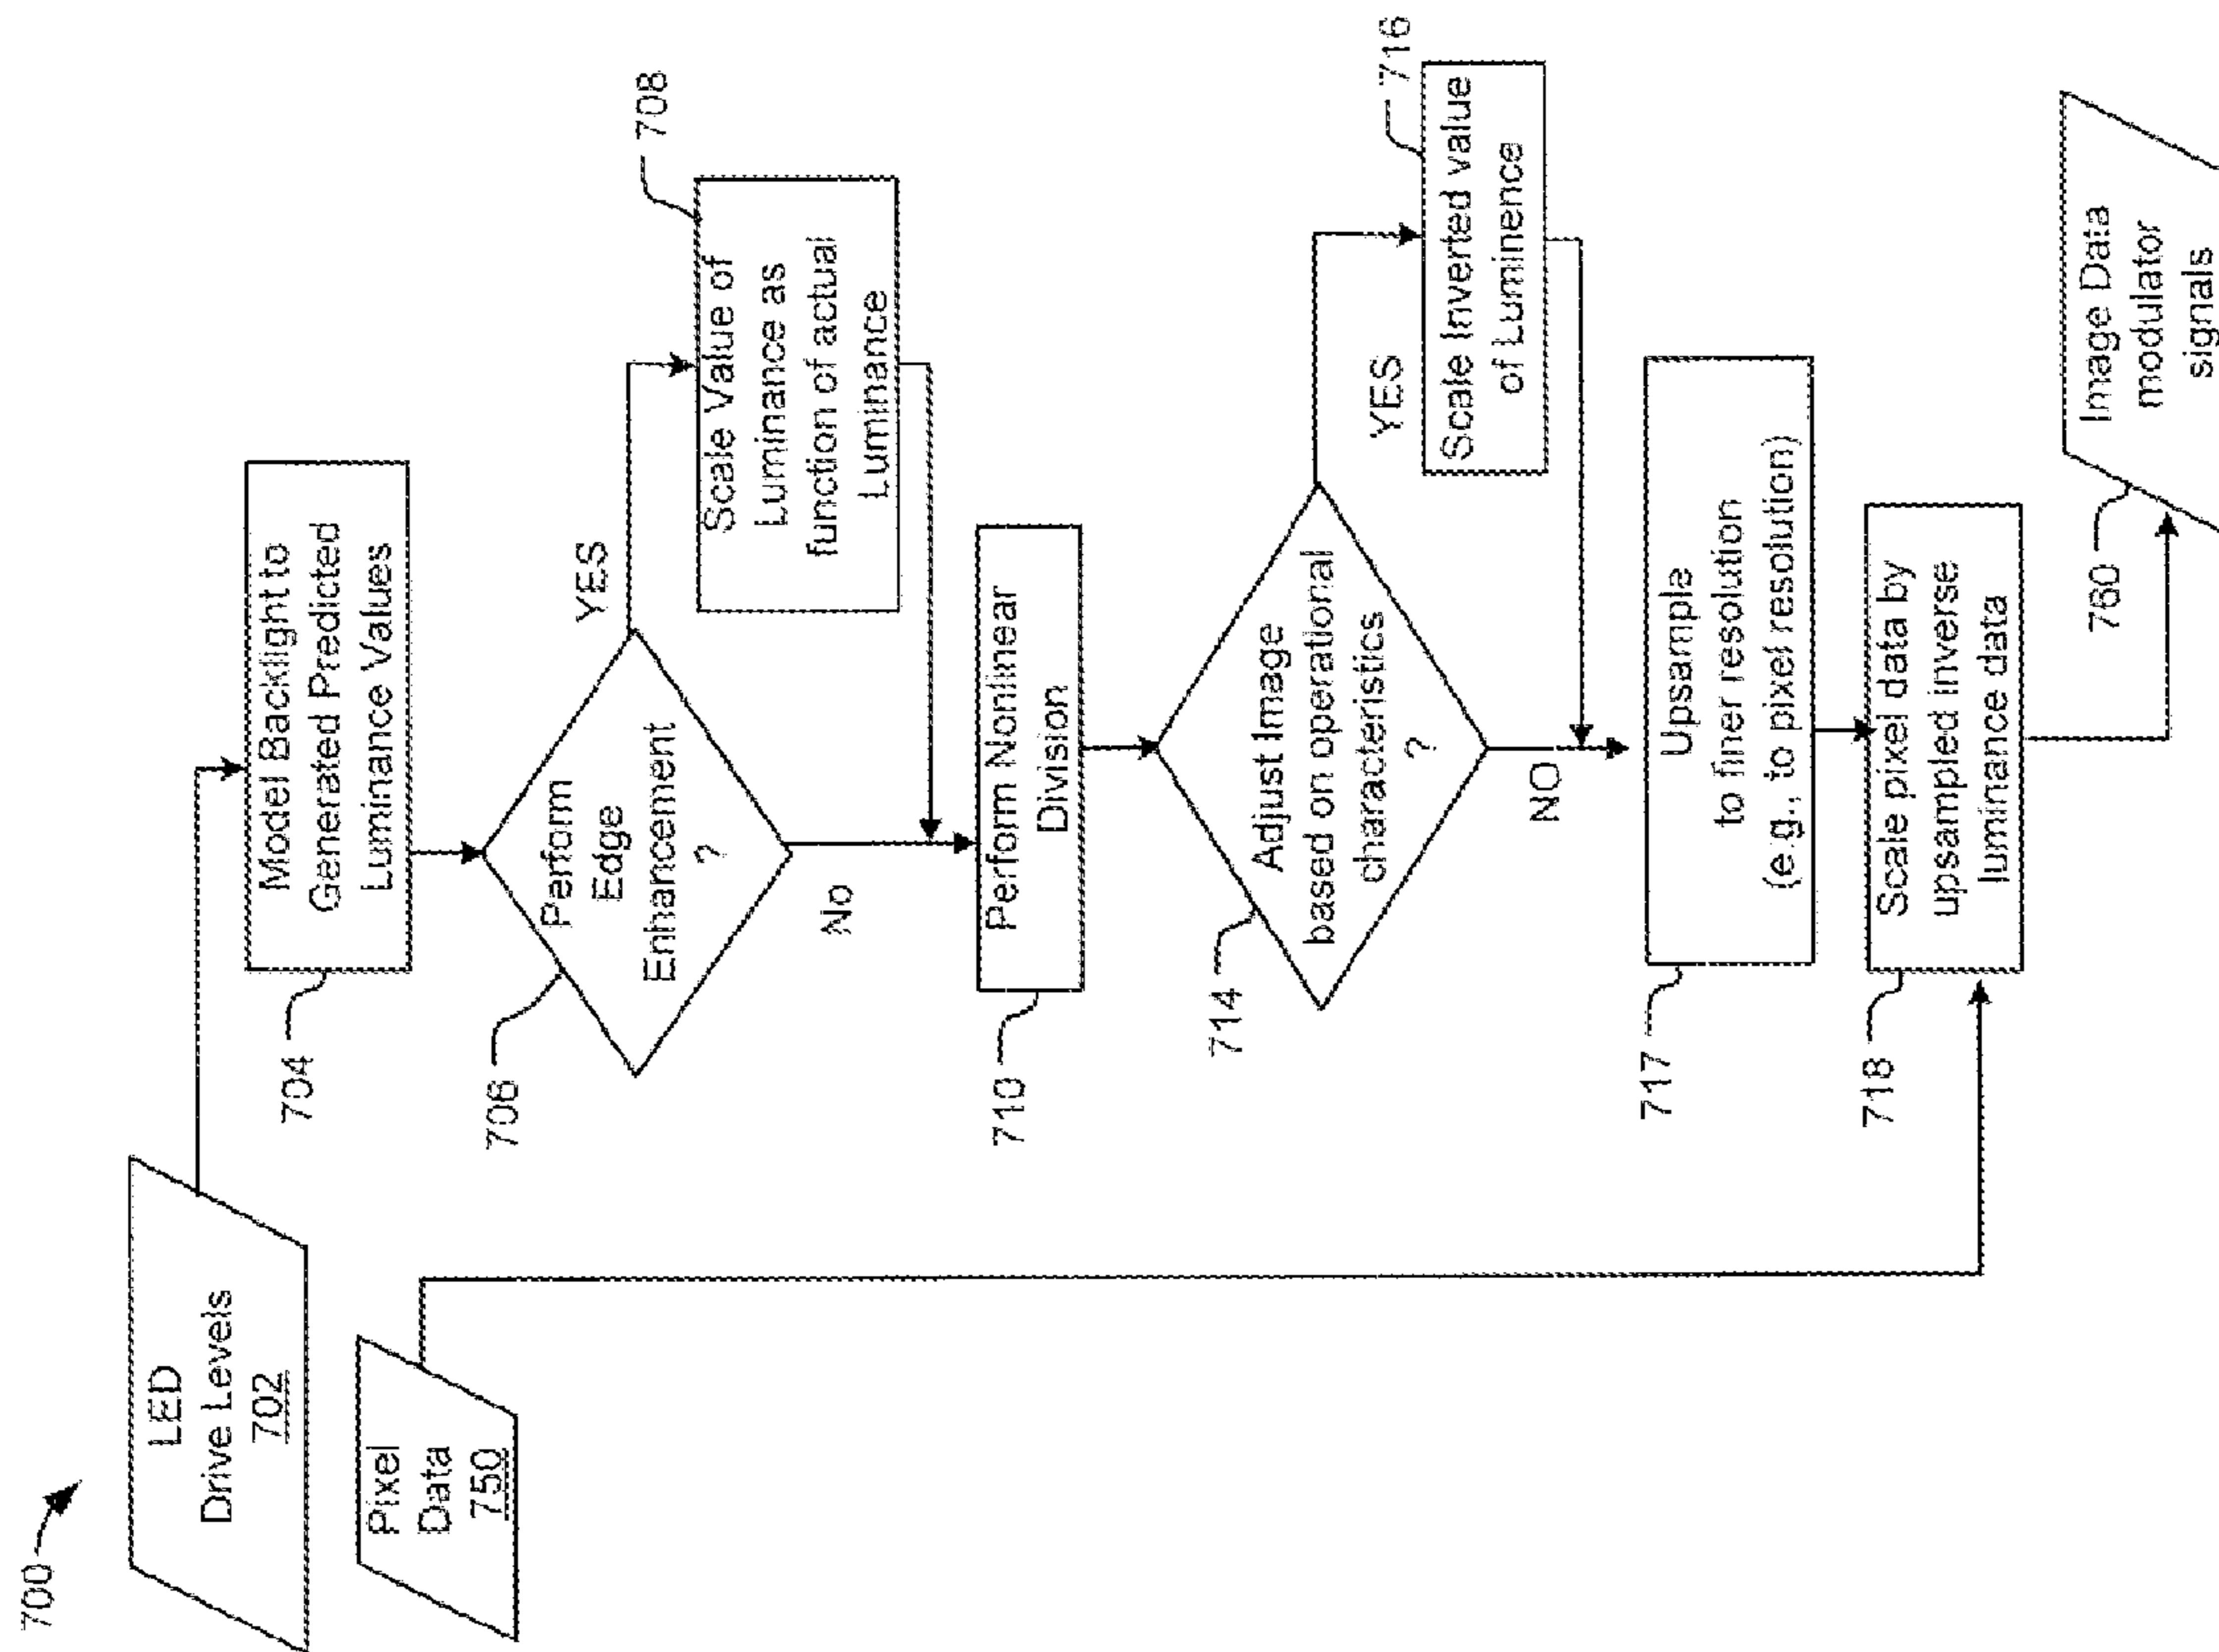 700
LED
Drive Levels
702
Pixel
Data
750
704
Model Backlight to
Generated Predicted
Luminance Values
706
Perform
Edge
Enhancement
?
YES
No
708
Scale Value of
Luminance as
function of actual
Luminance
710
Perform Nonlinear
Division
714
Adjust Image
based on operational
characteristics
?
YES
NO
716
Scale Inverted value
of Luminence
717
Upsample
to finer resolution
(e.g., to pixel resolution)
718
Scale pixel data by
upsampled inverse
luminance data
760
Image Data
modulator
signals